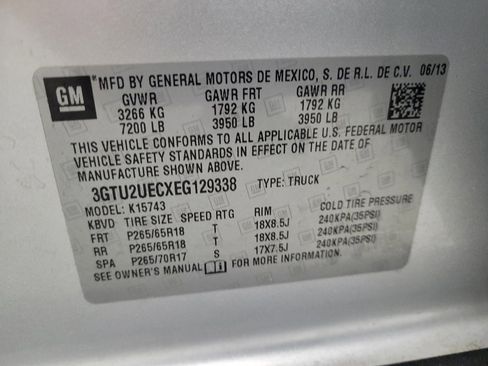 GM
*MFD BY GENERAL MOTORS DE MEXICO, S. DE R.L. DE C.V. 06/13
GVWR GAWR FRT GAWR RR
3266 KG 1792 KG 1792 KG
7200 LB 3950 LB 3950 LB
THIS VEHICLE CONFORMS TO ALL APPLICABLE U.S. FEDERAL MOTOR
VEHICLE SAFETY STANDARDS IN EFFECT ON THE DATE OF
MANUFACTURE SHOWN ABOVE.
3GTU2UECXEG129338 TYPE: TRUCK
MODEL: K15743
KBVD TIRE SIZE SPEED RTG RIM COLD TIRE PRESSURE
FRT P265/65R18 T 18X8.5J 240KPA(35PSI)
RR P265/65R18 T 18X8.5J 240KPA(35PSI)
SPA P265/70R17 S 17X7.5J 240KPA(35PSI)
SEE OWNER'S MANUAL